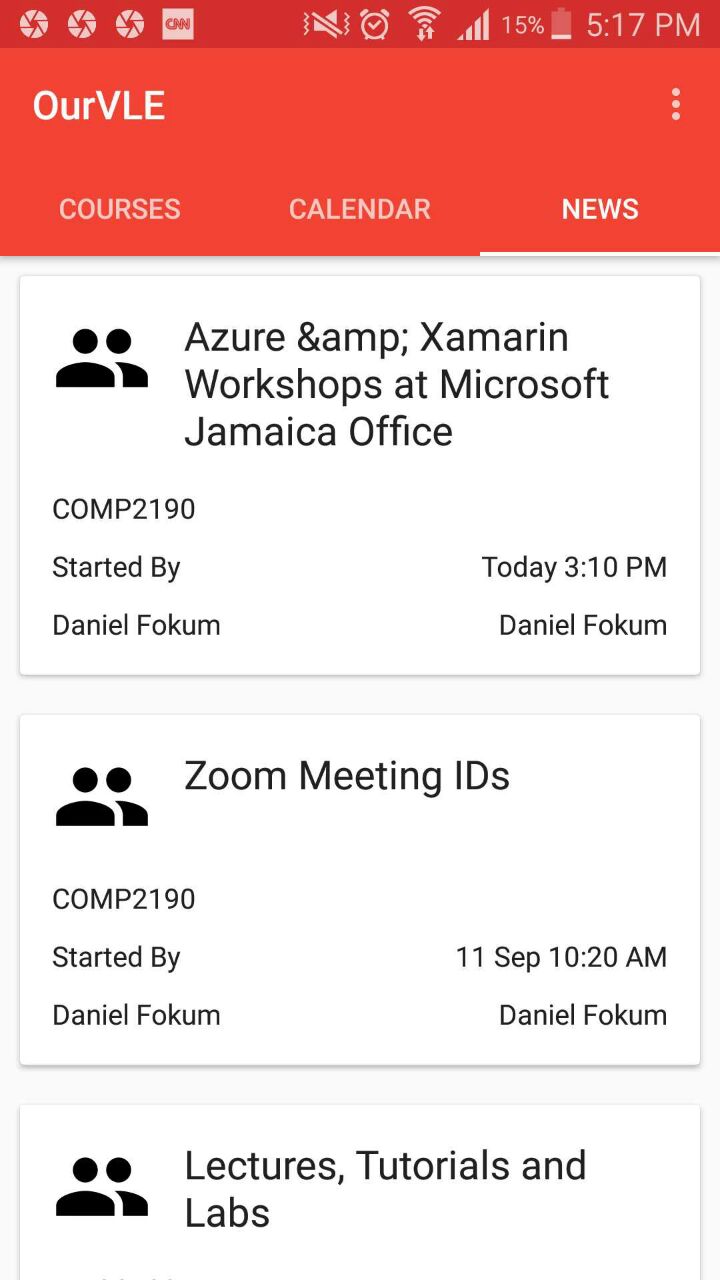 CNN 15% 5:17 PM
OurVLE
COURSES CALENDAR NEWS
Azure &amp; Xamarin
Workshops at Microsoft
Jamaica Office
COMP2190
Started By Today 3:10 PM
Daniel Fokum Daniel Fokum
Zoom Meeting IDs
COMP2190
Started By 11 Sep 10:20 AM
Daniel Fokum Daniel Fokum
Lectures, Tutorials and
Labs